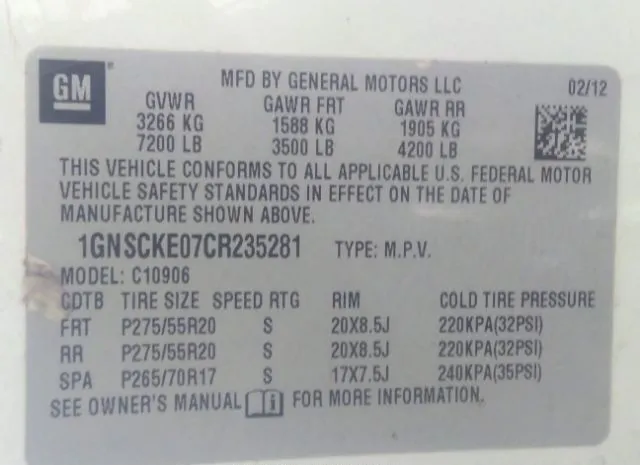 GM
MFD BY GENERAL MOTORS LLC 02/12
GVWR GAWR FRT GAWR RR
3266 KG 1588 KG 1905 KG
7200 LB 3500 LB 4200 LB
THIS VEHICLE CONFORMS TO ALL APPLICABLE U.S. FEDERAL MOTOR
VEHICLE SAFETY STANDARDS IN EFFECT ON THE DATE OF
MANUFACTURE SHOWN ABOVE.
1GNSCKE07CR235281 TYPE: M.P.V.
MODEL: C10906
CDTB TIRE SIZE SPEED RTG RIM COLD TIRE PRESSURE
FRT P275/55R20 S 20X8.5J 220KPA(32PSI)
RR P275/55R20 S 20X8.5J 220KPA(32PSI)
SPA P265/70R17 S 17X7.5J 240KPA(35PSI)
SEE OWNER'S MANUAL i FOR MORE INFORMATION.